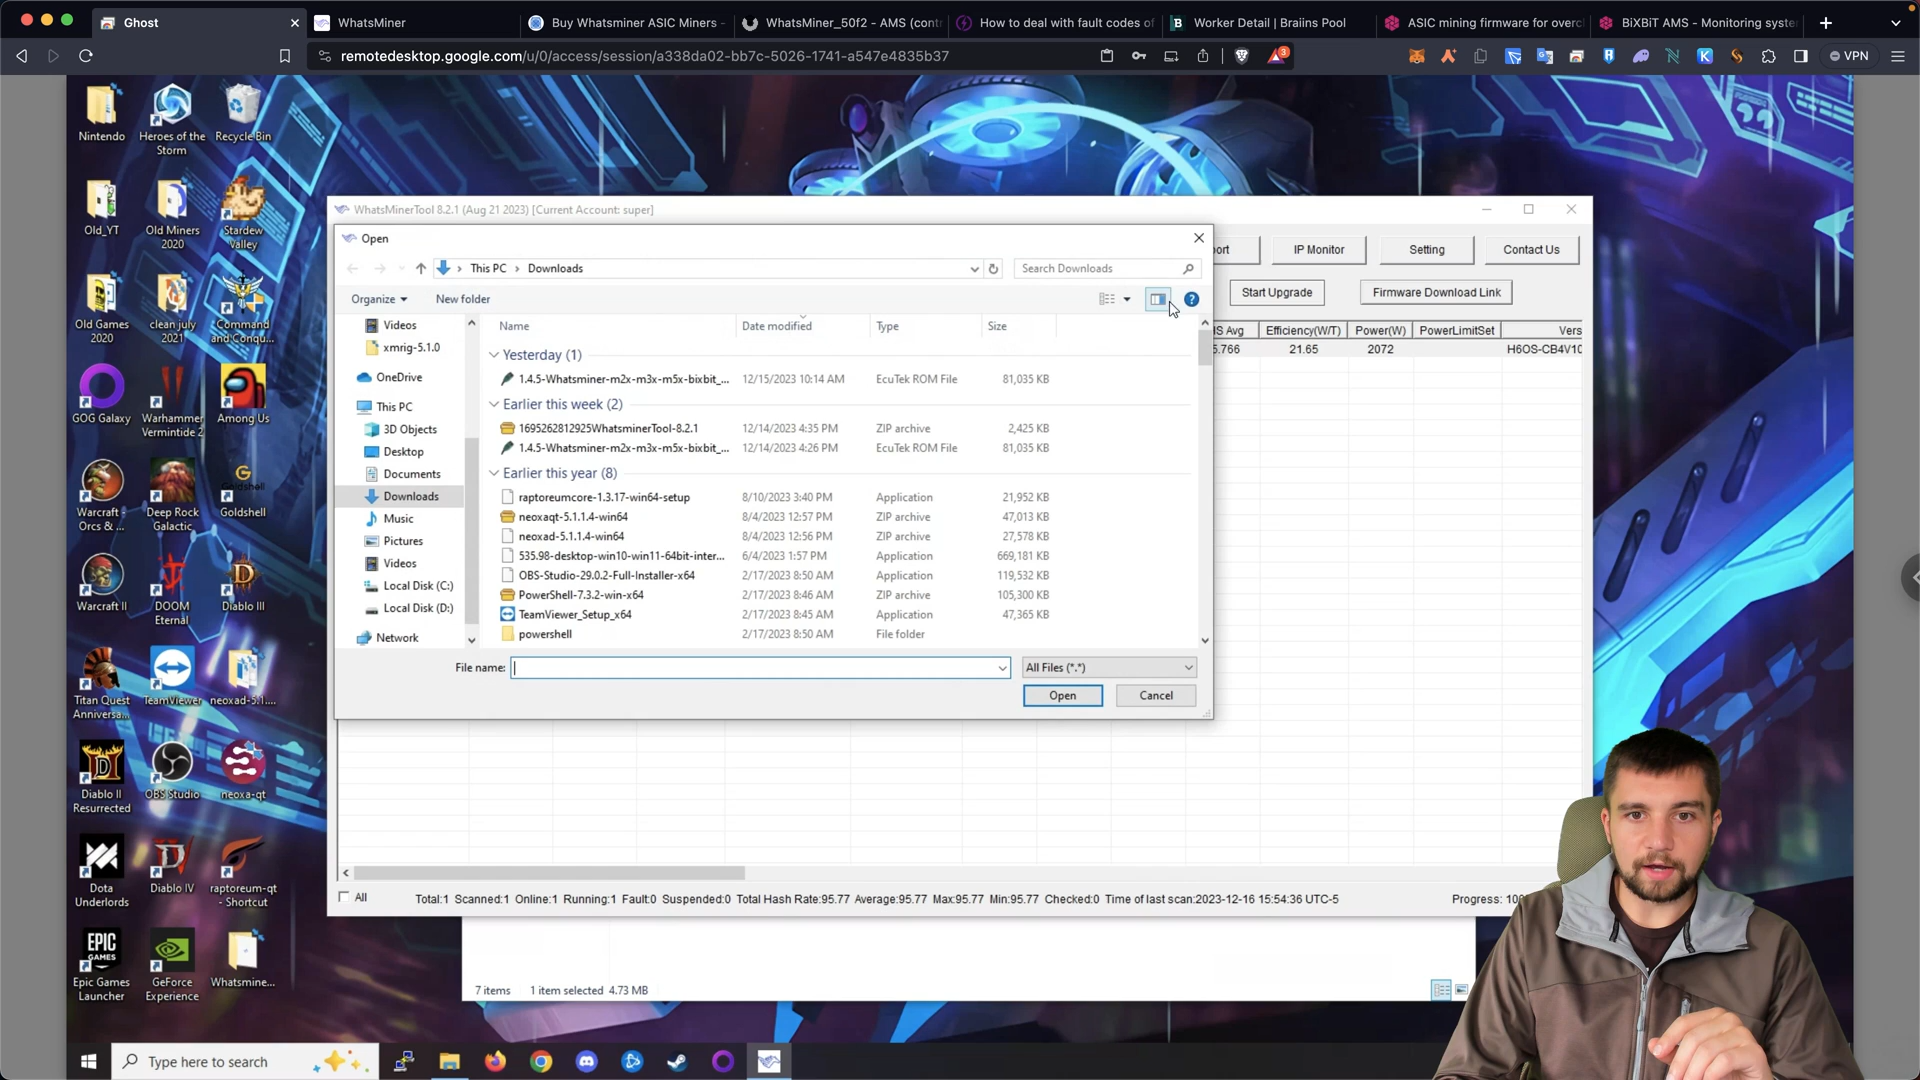 Ghost
WhatsMiner
Buy Whatsminer ASIC Miners -
WhatsMiner_50f2 - AMS (cont
How to deal with fault codes of
Worker Detail | Braiins Pool
ASIC mining firmware for overc
BiXBiT AMS - Monitoring syste
remotedesktop.google.com/u/0/access/session/a338da02-bb7c-5026-1741-a547e4835b37
3
VPN
Nintendo
Heroes of the
Storm
Recycle Bin
Old_YT
Old Miners
2020
Stardew
Valley
Old Games
2020
clean july
2021
Command
and Conqu...
GOG Galaxy
Warhammer
Vermintide 2
Among Us
Warcraft -
Orcs & ...
Deep Rock
Galactic
Goldshell
Goldshell
Warcraft II
DOOM
Eternal
Diablo III
Titan Quest
Anniversa...
TeamViewer
neoxad-5.1....
Diablo II
Resurrected
OBS Studio
neoxa-qt
Dota
Underlords
Diablo IV
raptoreum-qt
- Shortcut
EPIC
GAMES
Epic Games
Launcher
GeForce
Experience
Whatsmine...
WhatsMinerTool 8.2.1 (Aug 21 2023) [Current Account: super]
port
IP Monitor
Setting
Contact Us
Start Upgrade
Firmware Download Link
Avg
Efficiency(W/T)
Power(W)
PowerLimitSet
Vers
5.766
21.65
2072
H6OS-CB4V10
Open
This PC
Downloads
Search Downloads
Organize
New folder
Videos
xmrig-5.1.0
OneDrive
This PC
3D Objects
Desktop
Documents
Downloads
Music
Pictures
Videos
Local Disk (C:)
Local Disk (D:)
Network
Name
Date modified
Type
Size
Yesterday (1)
1.4.5-Whatsminer-m2x-m3x-m5x-bixbit_... 12/15/2023 10:14 AM EcuTek ROM File 81,035 KB
Earlier this week (2)
1695262812925WhatsminerTool-8.2.1 12/14/2023 4:35 PM ZIP archive 2,425 KB
1.4.5-Whatsminer-m2x-m3x-m5x-bixbit_... 12/14/2023 4:26 PM EcuTek ROM File 81,035 KB
Earlier this year (8)
raptoreumcore-1.3.17-win64-setup 8/10/2023 3:40 PM Application 21,952 KB
neoxaqt-5.1.1.4-win64 8/4/2023 12:57 PM ZIP archive 47,013 KB
neoxad-5.1.1.4-win64 8/4/2023 12:56 PM ZIP archive 27,578 KB
535.98-desktop-win10-win11-64bit-inter... 6/4/2023 1:57 PM Application 669,181 KB
OBS-Studio-29.0.2-Full-Installer-x64 2/17/2023 8:50 AM Application 119,532 KB
PowerShell-7.3.2-win-x64 2/17/2023 8:46 AM ZIP archive 105,300 KB
TeamViewer_Setup_x64 2/17/2023 8:45 AM Application 47,365 KB
powershell 2/17/2023 8:50 AM File folder
File name:
All Files (*.*)
Open
Cancel
All
Total:1 Scanned:1 Online:1 Running:1 Fault:0 Suspended:0 Total Hash Rate:95.77 Average:95.77 Max:95.77 Min:95.77 Checked:0 Time of last scan:2023-12-16 15:54:36 UTC-5
Progress: 10
7 items
1 item selected 4.73 MB
Type here to search